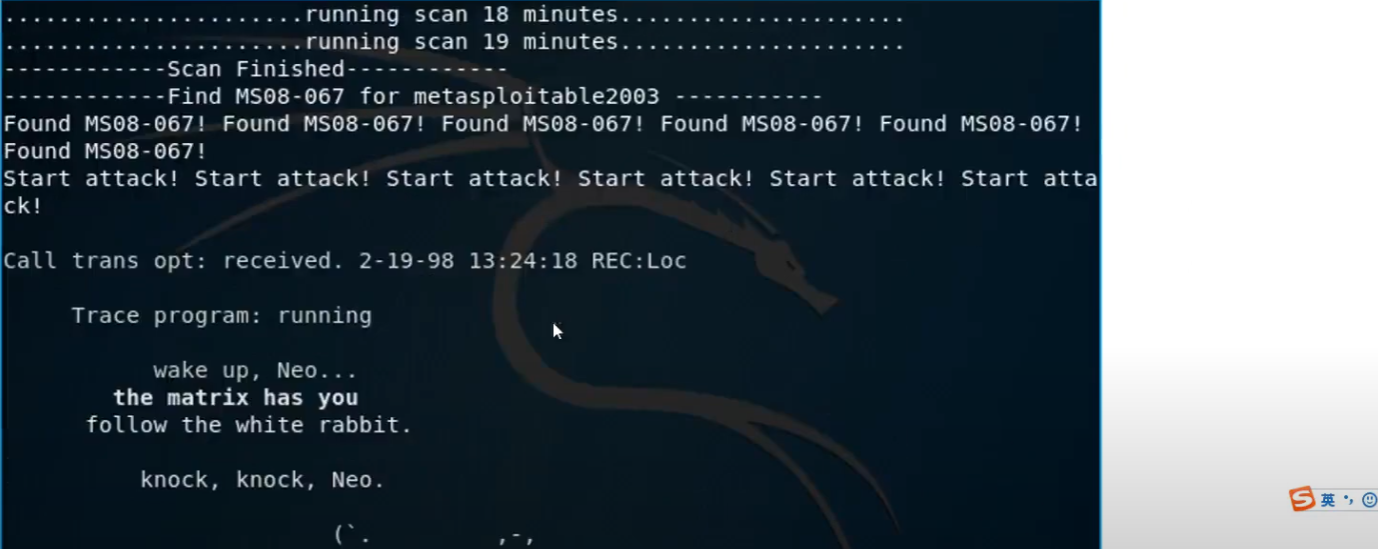 ......................running scan 18 minutes.....................
......................running scan 19 minutes.....................
------------Scan Finished------------
------------Find MS08-067 for metasploitable2003 -----------
Found MS08-067! Found MS08-067! Found MS08-067! Found MS08-067! Found MS08-067!
Found MS08-067!
Start attack! Start attack! Start attack! Start attack! Start attack! Start atta
ck!
Call trans opt: received. 2-19-98 13:24:18 REC:Loc
Trace program: running
wake up, Neo...
the matrix has you
follow the white rabbit.
knock, knock, Neo.
(`. ,-,
S 英